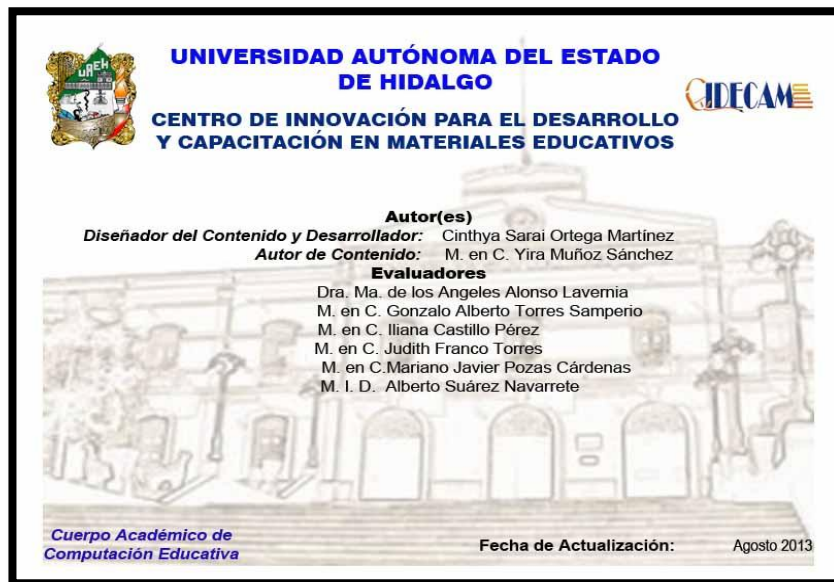 UAEH
UNIVERSIDAD AUTÓNOMA DEL ESTADO
DE HIDALGO
CIDECAM
CENTRO DE INNOVACIÓN PARA EL DESARROLLO
Y CAPACITACIÓN EN MATERIALES EDUCATIVOS
Autor(es)
Diseñador del Contenido y Desarrollador: Cinthya Sarai Ortega Martínez
Autor de Contenido: M. en C. Yira Muñoz Sánchez
Evaluadores
Dra. Ma. de los Angeles Alonso Lavernia
M. en C. Gonzalo Alberto Torres Samperio
M. en C. Iliana Castillo Pérez
M. en C. Judith Franco Torres
M. en C.Mariano Javier Pozas Cárdenas
M. I. D. Alberto Suárez Navarrete
Cuerpo Académico de
Computación Educativa
Fecha de Actualización: Agosto 2013